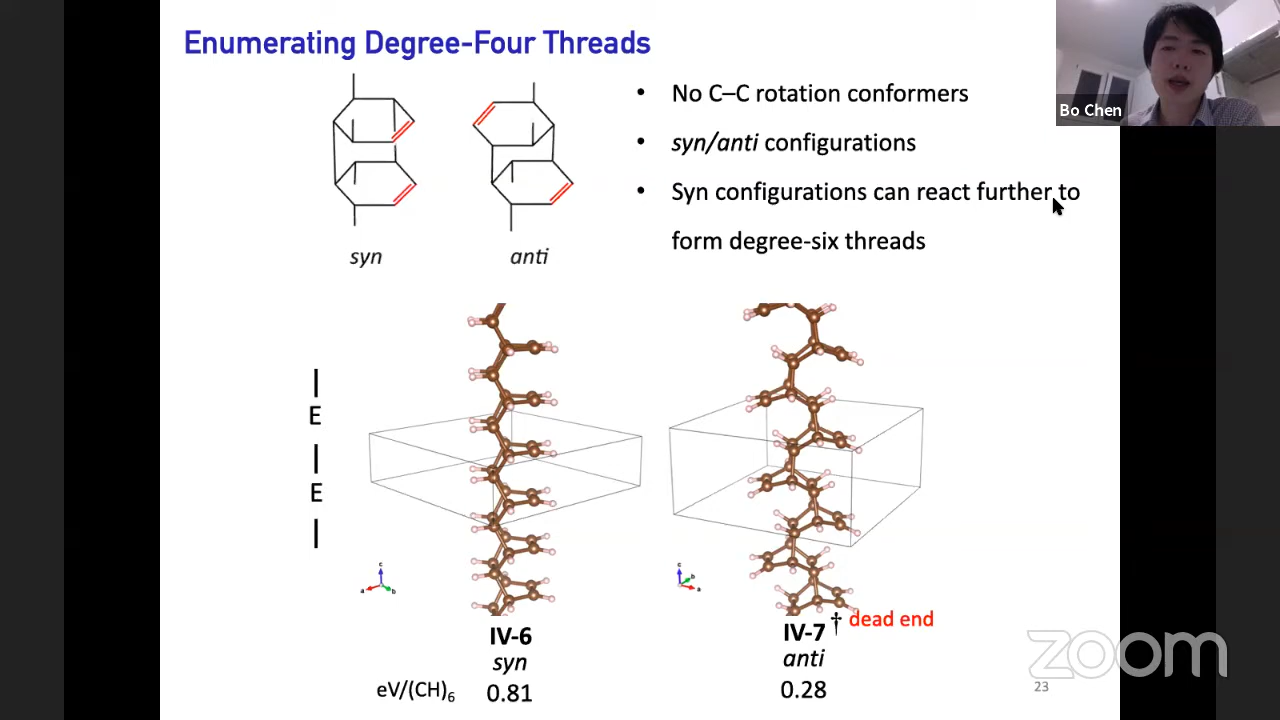 Enumerating Degree-Four Threads
syn
anti
• No C–C rotation conformers
• syn/anti configurations
• Syn configurations can react further to
form degree-six threads
Bo Chen
|
E
|
E
|
c
a
b
c
b
a
IV-6
syn
IV-7† dead end
anti
eV/(CH)₆
0.81
0.28
zoom
23